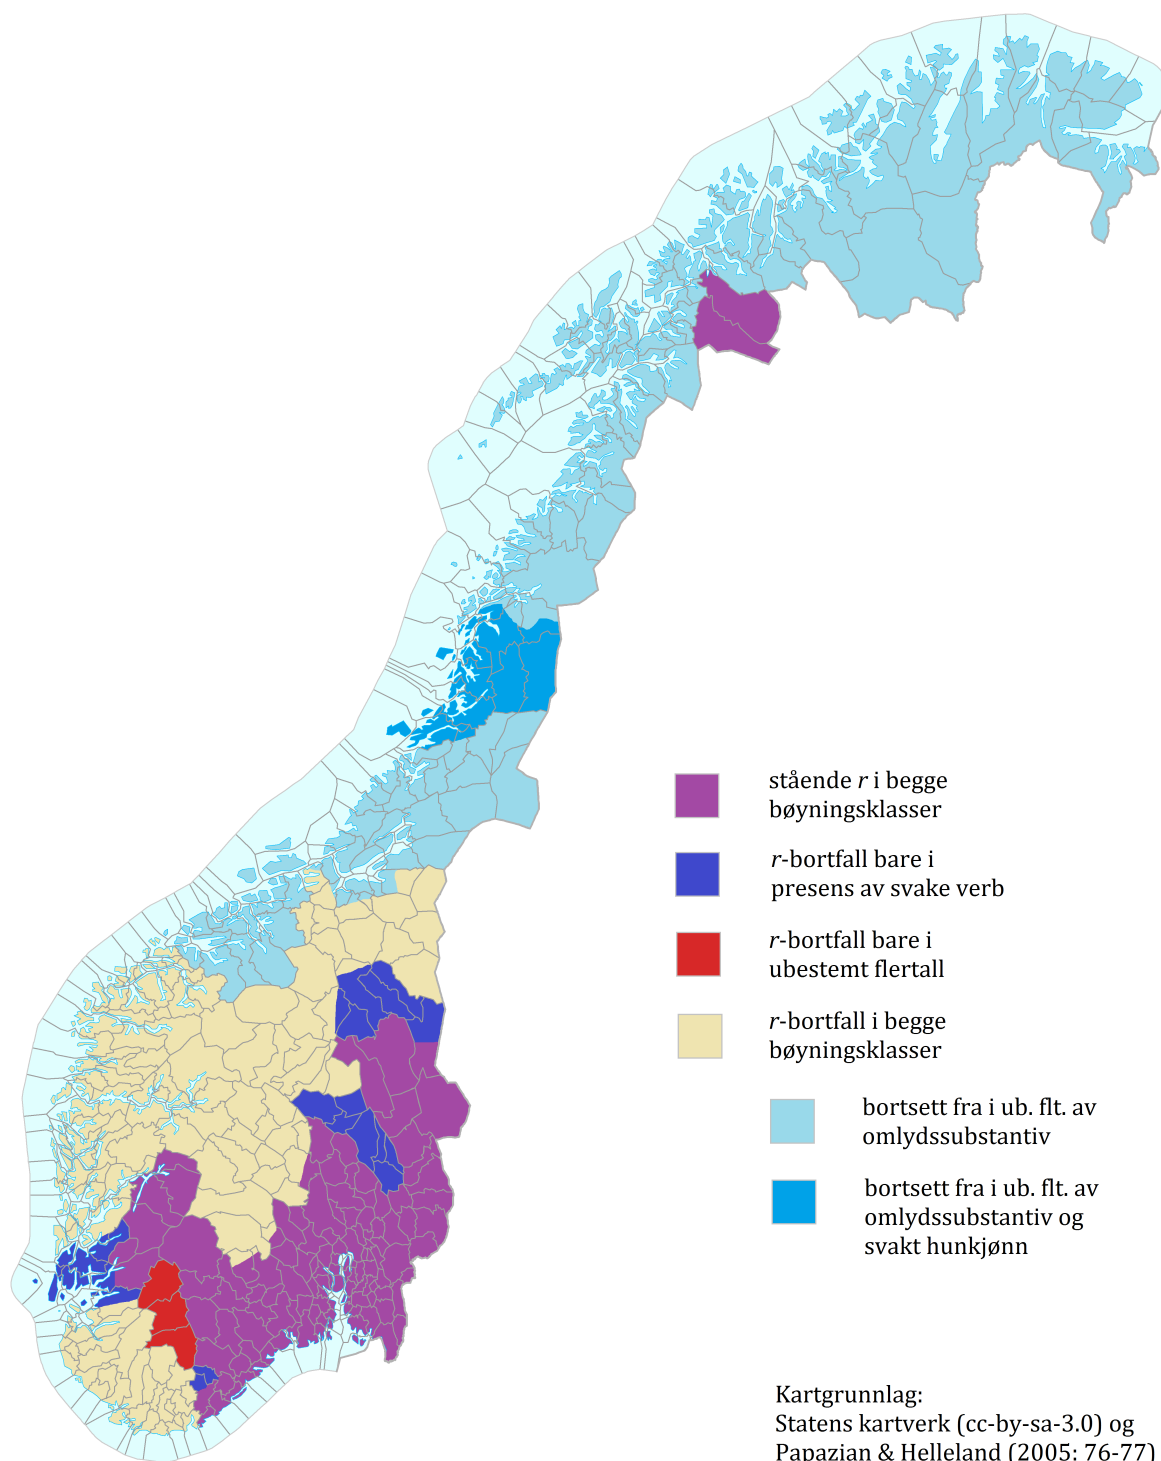 stående r i begge
bøyningsklasser
r-bortfall bare i
presens av svake verb
r-bortfall bare i
ubestemt flertall
r-bortfall i begge
bøyningsklasser
bortsett fra i ub. flt. av
omlydssubstantiv
bortsett fra i ub. flt. av
omlydssubstantiv og
svakt hunkjønn
Kartgrunnlag:
Statens kartverk (cc-by-sa-3.0) og
Papazian & Helleland (2005: 76-77)